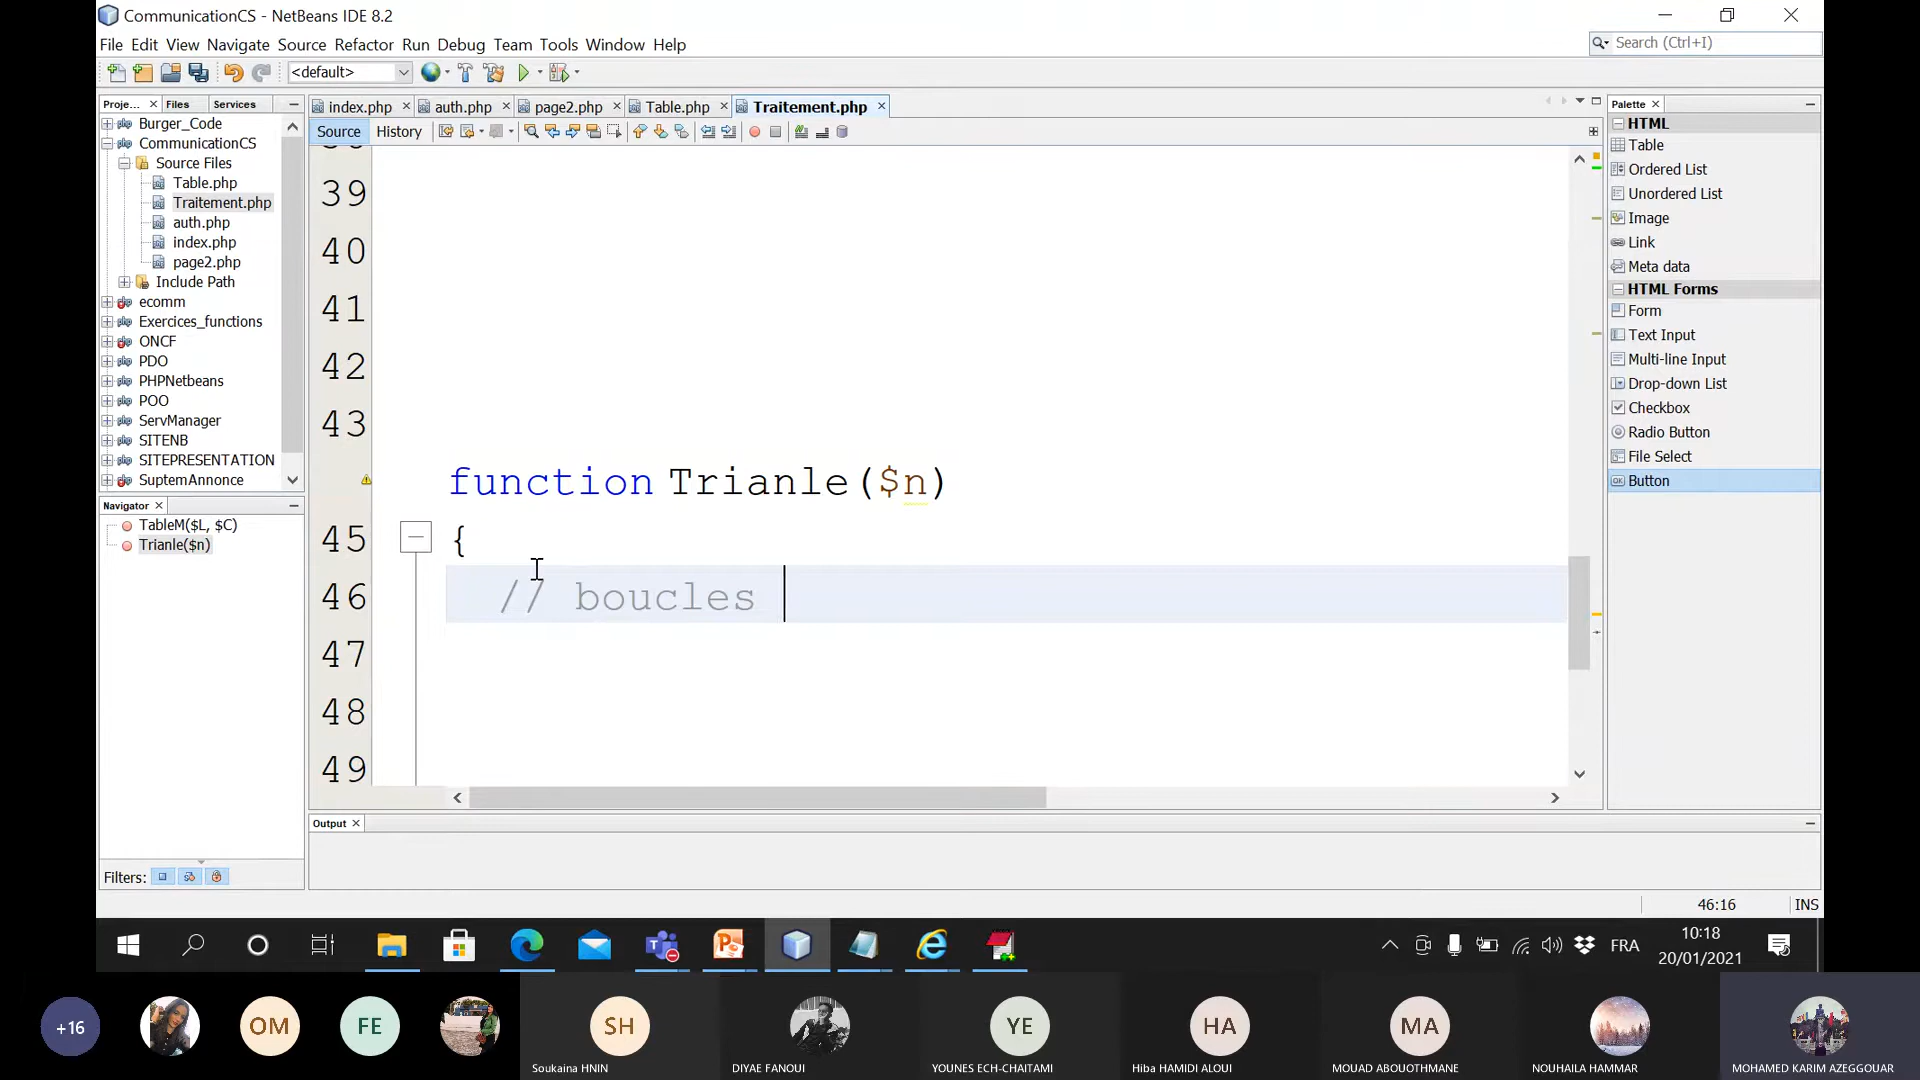 CommunicationCS - NetBeans IDE 8.2
File Edit View Navigate Source Refactor Run Debug Team Tools Window Help
Search (Ctrl+I)
<default>
Proje... Files Services
Burger_Code
CommunicationCS
Source Files
Table.php
Traitement.php
auth.php
index.php
page2.php
Include Path
ecomm
Exercices_functions
ONCF
PDO
PHPNetbeans
POO
ServManager
SITENB
SITEPRESENTATION
SuptemAnnonce
Navigator
TableM($L, $C)
Trianle($n)
Filters:
index.php auth.php page2.php Table.php Traitement.php
Source History
39
40
41
42
43
function Trianle($n)
45 {
46 // boucles
47
48
49
Output
46:16 INS
Palette
HTML
Table
Ordered List
Unordered List
Image
Link
Meta data
HTML Forms
Form
Text Input
Multi-line Input
Drop-down List
Checkbox
Radio Button
File Select
Button
FRA
10:18
20/01/2021
+16
OM
FE
SH
YE
HA
MA
Soukaina HNIN
DIYAE FANOUI
YOUNES ECH-CHAITAMI
Hiba HAMIDI ALOUI
MOUAD ABOUOTHMANE
NOUHAILA HAMMAR
MOHAMED KARIM AZEGGOUAR